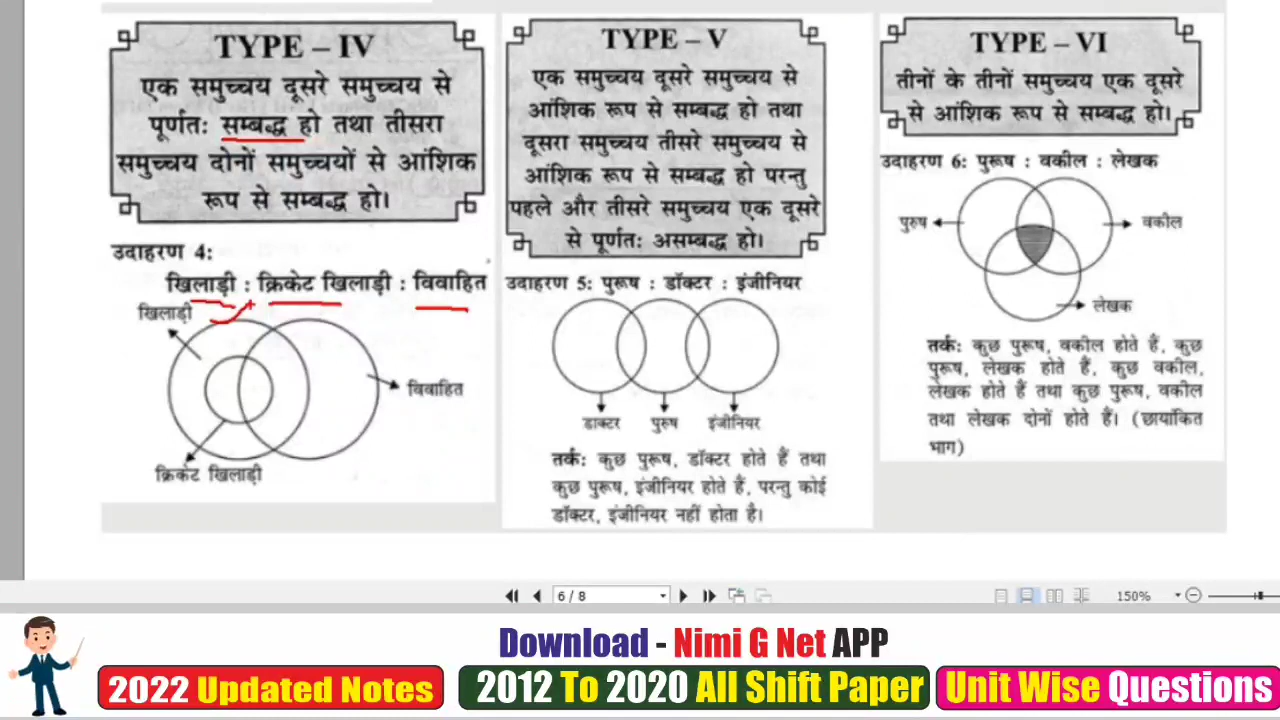 TYPE – IV
एक समुच्चय दूसरे समुच्चय से
पूर्णतः सम्बद्ध हो तथा तीसरा
समुच्चय दोनों समुच्चयों से आंशिक
रूप से सम्बद्ध हो।
उदाहरण 4:
खिलाड़ी : क्रिकेट खिलाड़ी : विवाहित
खिलाड़ी
विवाहित
क्रिकेट खिलाड़ी
TYPE – V
एक समुच्चय दूसरे समुच्चय से
आंशिक रूप से सम्बद्ध हो तथा
दूसरा समुच्चय तीसरे समुच्चय से
आंशिक रूप से सम्बद्ध हो परन्तु
पहले और तीसरे समुच्चय एक दूसरे
से पूर्णतः असम्बद्ध हो।
उदाहरण 5: पुरूष : डॉक्टर : इंजीनियर
डाक्टर पुरुष इंजीनियर
तर्क: कुछ पुरूष, डॉक्टर होते हैं तथा
कुछ पुरूष, इंजीनियर होते हैं, परन्तु कोई
डॉक्टर, इंजीनियर नहीं होता है।
TYPE – VI
तीनों के तीनों समुच्चय एक दूसरे
से आंशिक रूप से सम्बद्ध हो।
उदाहरण 6: पुरूष : वकील : लेखक
पुरुष
वकील
लेखक
तर्क: कुछ पुरूष, वकील होते हैं, कुछ
पुरूष, लेखक होते हैं, कुछ वकील,
लेखक होते हैं तथा कुछ पुरूष, वकील
तथा लेखक दोनों होते हैं। (छायांकित
भाग)
6 / 8
150%
Download - Nimi G Net APP
2022 Updated Notes
2012 To 2020 All Shift Paper
Unit Wise Questions